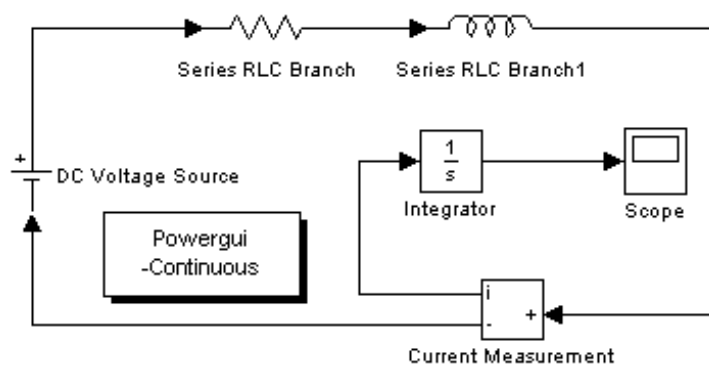 Series RLC Branch
Series RLC Branch1
+
DC Voltage Source
1
s
Integrator
Scope
Powergui
-Continuous
i
+
-
Current Measurement